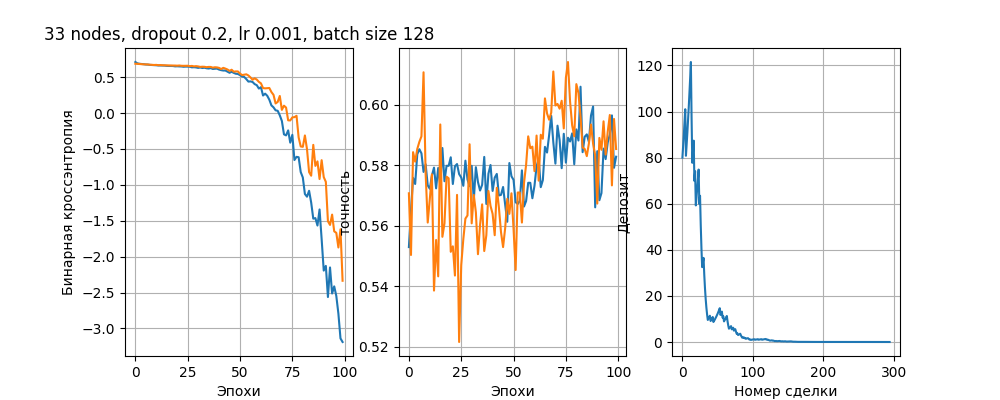 33 nodes, dropout 0.2, lr 0.001, batch size 128
Бинарная кроссэнтропия
0.5
0.0
−0.5
−1.0
−1.5
−2.0
−2.5
−3.0
0 25 50 75 100
Эпохи
Точность
0.60
0.58
0.56
0.54
0.52
0 25 50 75 100
Эпохи
Депозит
120
100
80
60
40
20
0
0 100 200 300
Номер сделки